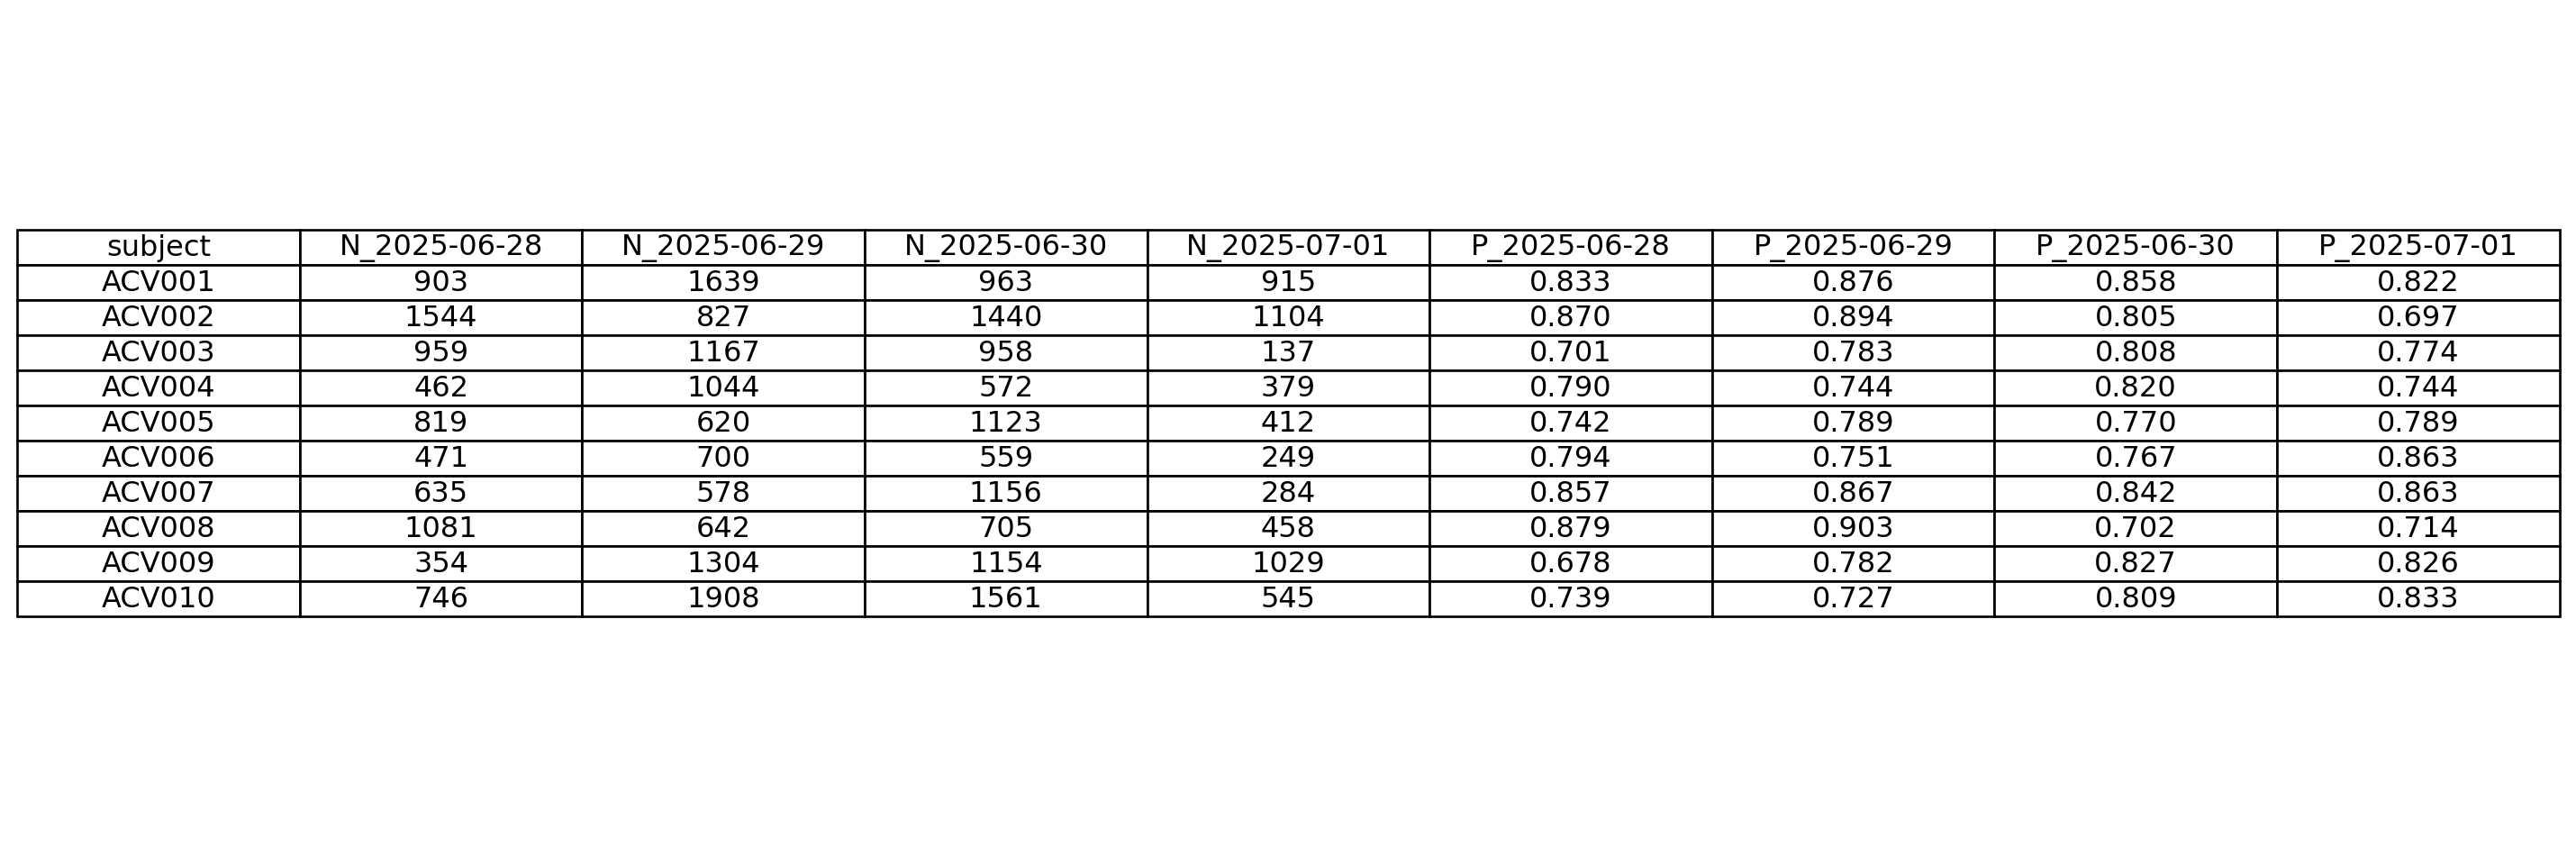 subject N_2025-06-28 N_2025-06-29 N_2025-06-30 N_2025-07-01 P_2025-06-28 P_2025-06-29 P_2025-06-30 P_2025-07-01
ACV001 903 1639 963 915 0.833 0.876 0.858 0.822
ACV002 1544 827 1440 1104 0.870 0.894 0.805 0.697
ACV003 959 1167 958 137 0.701 0.783 0.808 0.774
ACV004 462 1044 572 379 0.790 0.744 0.820 0.744
ACV005 819 620 1123 412 0.742 0.789 0.770 0.789
ACV006 471 700 559 249 0.794 0.751 0.767 0.863
ACV007 635 578 1156 284 0.857 0.867 0.842 0.863
ACV008 1081 642 705 458 0.879 0.903 0.702 0.714
ACV009 354 1304 1154 1029 0.678 0.782 0.827 0.826
ACV010 746 1908 1561 545 0.739 0.727 0.809 0.833